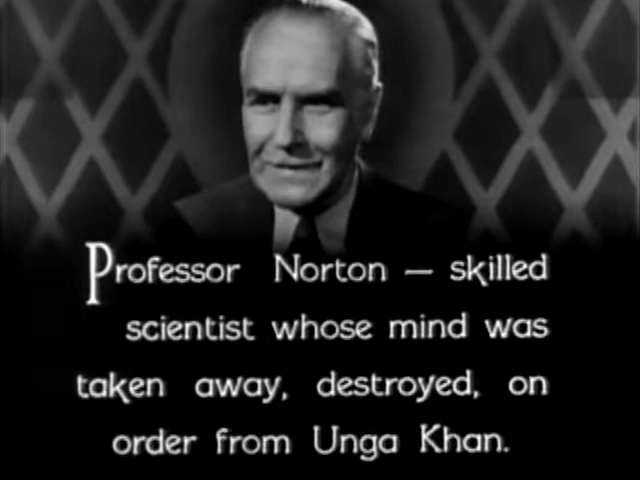 Professor Norton — skilled
scientist whose mind was
taken away, destroyed, on
order from Unga Khan.